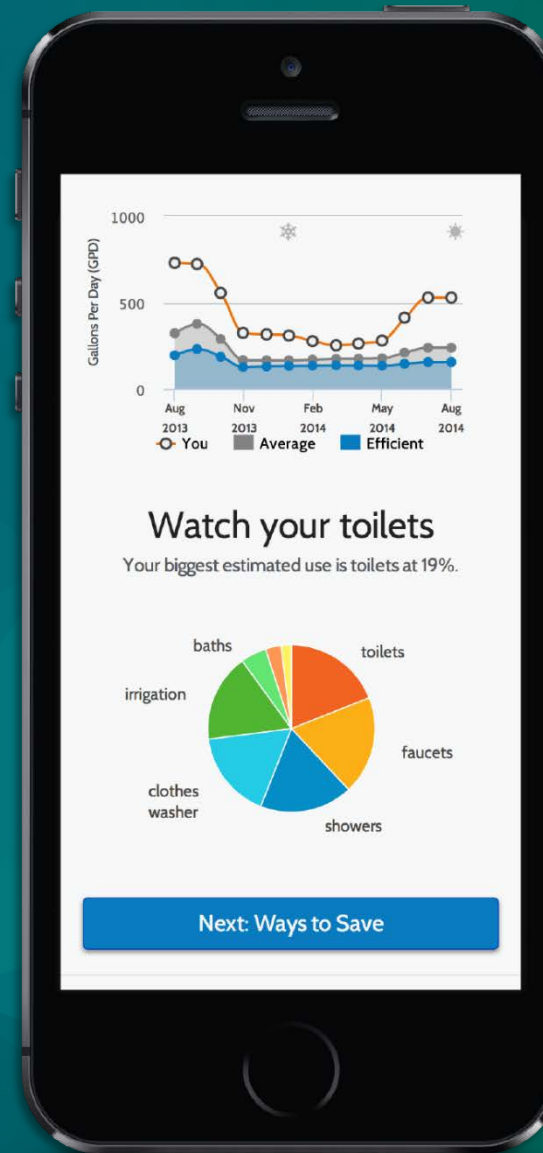 1000
500
0
Gallons Per Day (GPD)
Aug Nov Feb May Aug
2013 2013 2014 2014 2014
You Average Efficient
Watch your toilets
Your biggest estimated use is toilets at 19%.
baths
toilets
irrigation
faucets
clothes
washer
showers
Next: Ways to Save